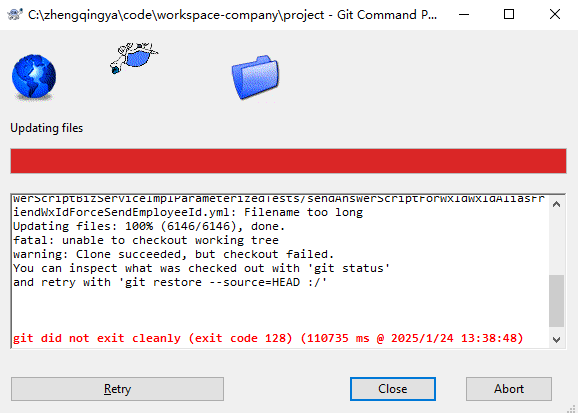 C:\zhengqingya\code\workspace-company\project - Git Command P...
Updating files
werScriptBizServiceImplParameterizedTests/sendAnswerScriptForWxIdWxIdAliasFr
iendWxIdForceSendEmployeeId.yml: Filename too long
Updating files: 100% (6146/6146), done.
fatal: unable to checkout working tree
warning: Clone succeeded, but checkout failed.
You can inspect what was checked out with 'git status'
and retry with 'git restore --source=HEAD :/'
git did not exit cleanly (exit code 128) (110735 ms @ 2025/1/24 13:38:48)
Retry Close Abort